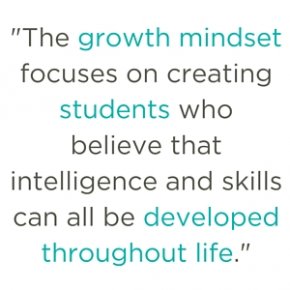 "The growth mindset
focuses on creating
students who
believe that
intelligence and skills
can all be developed
throughout life."